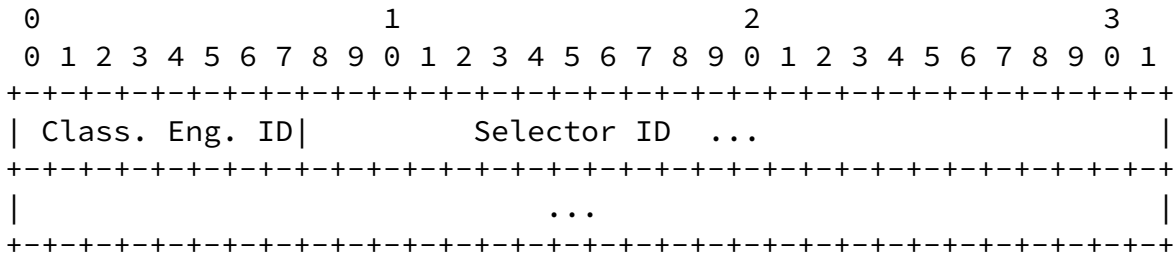 0                   1                   2                   3
 0 1 2 3 4 5 6 7 8 9 0 1 2 3 4 5 6 7 8 9 0 1 2 3 4 5 6 7 8 9 0 1
+-+-+-+-+-+-+-+-+-+-+-+-+-+-+-+-+-+-+-+-+-+-+-+-+-+-+-+-+-+-+-+-+
| Class. Eng. ID|         Selector ID  ...                      |
+-+-+-+-+-+-+-+-+-+-+-+-+-+-+-+-+-+-+-+-+-+-+-+-+-+-+-+-+-+-+-+-+
|                             ...                               |
+-+-+-+-+-+-+-+-+-+-+-+-+-+-+-+-+-+-+-+-+-+-+-+-+-+-+-+-+-+-+-+-+